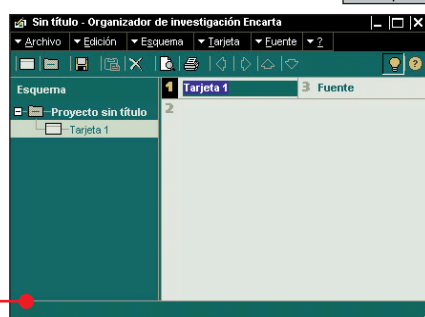 Sin título - Organizador de investigación Encarta
Archivo Edición Esquema Tarjeta Fuente ?
Esquema
1 Tarjeta 1 3 Fuente
Proyecto sin título
2
Tarjeta 1